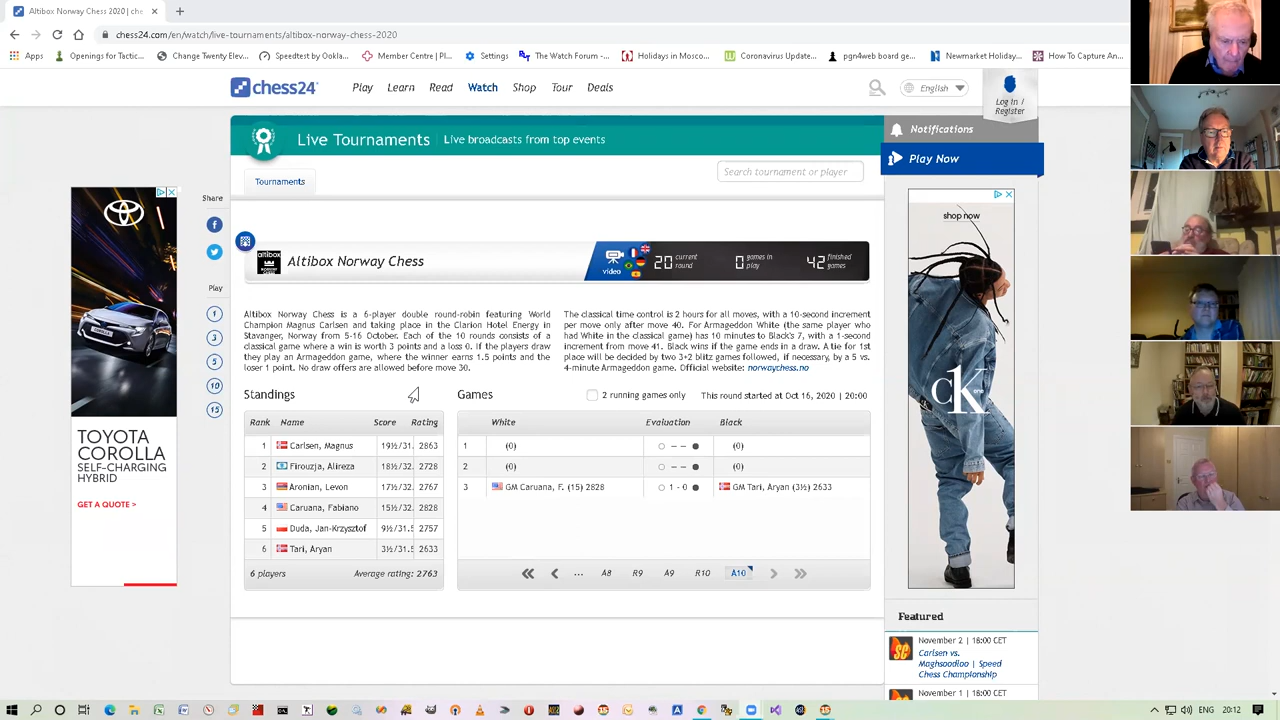 Altibox Norway Chess 2020 | che
chess24.com/en/watch/live-tournaments/altibox-norway-chess-2020
Apps Openings for Tactic... Change Twenty Elev... Speedtest by Ookla... Member Centre | Pl... Settings The Watch Forum -... Holidays in Mosco... Coronavirus Update... pgn4web board ge... Newmarket Holiday... How To Capture An...
chess24 Play Learn Read Watch Shop Tour Deals English Log in /
Register
Live Tournaments Live broadcasts from top events
Notifications
Play Now
Search tournament or player
Tournaments
Share
Play
1
3
5
10
15
TOYOTA
COROLLA
SELF-CHARGING
HYBRID
GET A QUOTE >
altibox
Altibox Norway Chess
video 20 current round 0 games in play 42 finished games
Altibox Norway Chess is a 6-player double round-robin featuring World
Champion Magnus Carlsen and taking place in the Clarion Hotel Energy in
Stavanger, Norway from 5-16 October. Each of the 10 rounds consists of a
classical game where a win is worth 3 points and a loss 0. If the players draw
they play an Armageddon game, where the winner earns 1.5 points and the
loser 1 point. No draw offers are allowed before move 30.
The classical time control is 2 hours for all moves, with a 10-second increment
per move only after move 40. For Armageddon White (the same player who
had White in the classical game) has 10 minutes to Black's 7, with a 1-second
increment from move 41. Black wins if the game ends in a draw. A tie for 1st
place will be decided by two 3+2 blitz games followed, if necessary, by a 5 vs.
4-minute Armageddon game. Official website: norwaychess.no
Standings
Rank Name Score Rating
1 Carlsen, Magnus 19½/31. 2863
2 Firouzja, Alireza 18½/32. 2728
3 Aronian, Levon 17½/32. 2767
4 Caruana, Fabiano 15½/32. 2828
5 Duda, Jan-Krzysztof 9½/31.5 2757
6 Tari, Aryan 3½/31.5 2633
6 players Average rating: 2763
Games 2 running games only This round started at Oct 16, 2020 | 20:00
White Evaluation Black
1 (0) – – (0)
2 (0) – – (0)
3 GM Caruana, F. (15) 2828 1 - 0 GM Tari, Aryan (3½) 2633
... A8 R9 A9 R10 A10
shop now
cK
one
Featured
November 2 | 18:00 CET
Carlsen vs.
Maghsoodloo | Speed
Chess Championship
November 1 | 18:00 CET
ENG 20:12